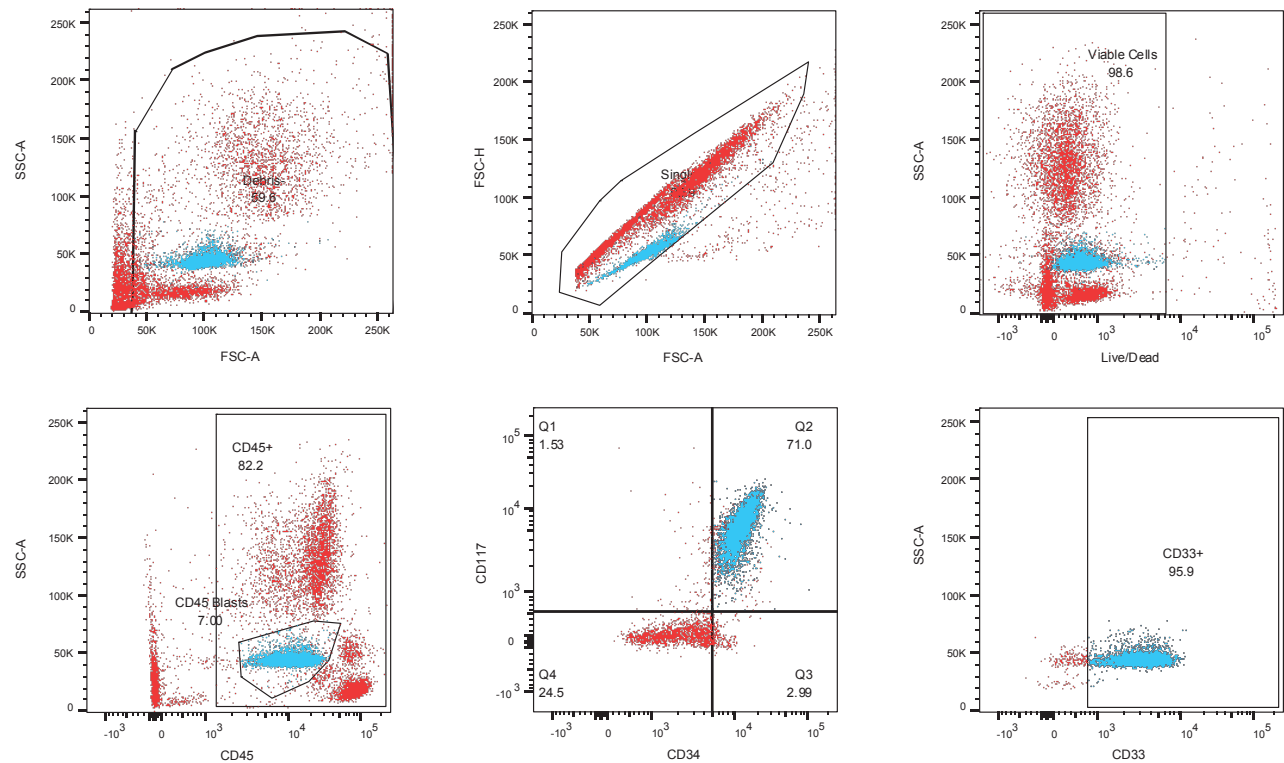 250K
200K
150K
100K
50K
0
SSC-A
Debris
59.6
0 50K 100K 150K 200K 250K
FSC-A
250K
200K
150K
100K
50K
0
FSC-H
0 50K 100K 150K 200K 250K
FSC-A
250K
200K
150K
100K
50K
0
SSC-A
Viable Cells
98.6
-10³ 0 10³ 10⁴ 10⁵
Live/Dead
250K
200K
150K
100K
50K
0
SSC-A
CD45+
82.2
CD45 Blasts
7.00
-10³ 0 10³ 10⁴ 10⁵
CD45
10⁵
10⁴
10³
0
-10³
CD117
Q1
1.53
Q2
71.0
Q4
24.5
Q3
2.99
-10³ 0 10³ 10⁴ 10⁵
CD34
250K
200K
150K
100K
50K
0
SSC-A
CD33+
95.9
-10³ 0 10³ 10⁴ 10⁵
CD33